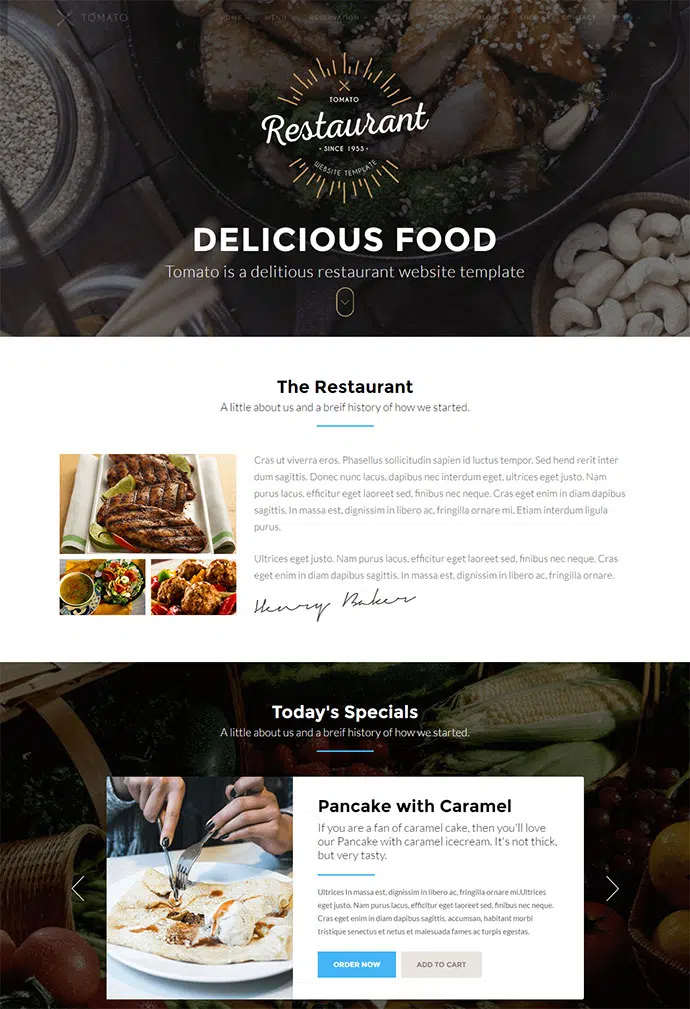 TOMATO
HOME MENU RESERVATION PAGES RECIPES BLOG SHOP CONTACT
TOMATO
Restaurant
• SINCE 1953 •
WEBSITE TEMPLATE
DELICIOUS FOOD
Tomato is a delitious restaurant website template
The Restaurant
A little about us and a breif history of how we started.
Cras ut viverra eros. Phasellus sollicitudin sapien id luctus tempor. Sed hend rerit inter
dum sagittis. Donec nunc lacus, dapibus nec interdum eget, ultrices eget justo. Nam
purus lacus, efficitur eget laoreet sed, finibus nec neque. Cras eget enim in diam dapibus
sagittis. In massa est, dignissim in libero ac, fringilla ornare mi. Etiam interdum ligula
purus.
Ultrices eget justo. Nam purus lacus, efficitur eget laoreet sed, finibus nec neque. Cras
eget enim in diam dapibus sagittis. In massa est, dignissim in libero ac, fringilla ornare.
Henry Baker
Today's Specials
A little about us and a breif history of how we started.
Pancake with Caramel
If you are a fan of caramel cake, then you'll love
our Pancake with caramel icecream. It's not thick,
but very tasty.
Ultrices In massa est, dignissim in libero ac, fringilla ornare mi.Ultrices
eget justo. Nam purus lacus, efficitur eget laoreet sed, finibus nec neque.
Cras eget enim in diam dapibus sagittis. accumsan, habitant morbi
tristique senectus et netus et malesuada fames ac turpis egestas.
ORDER NOW
ADD TO CART